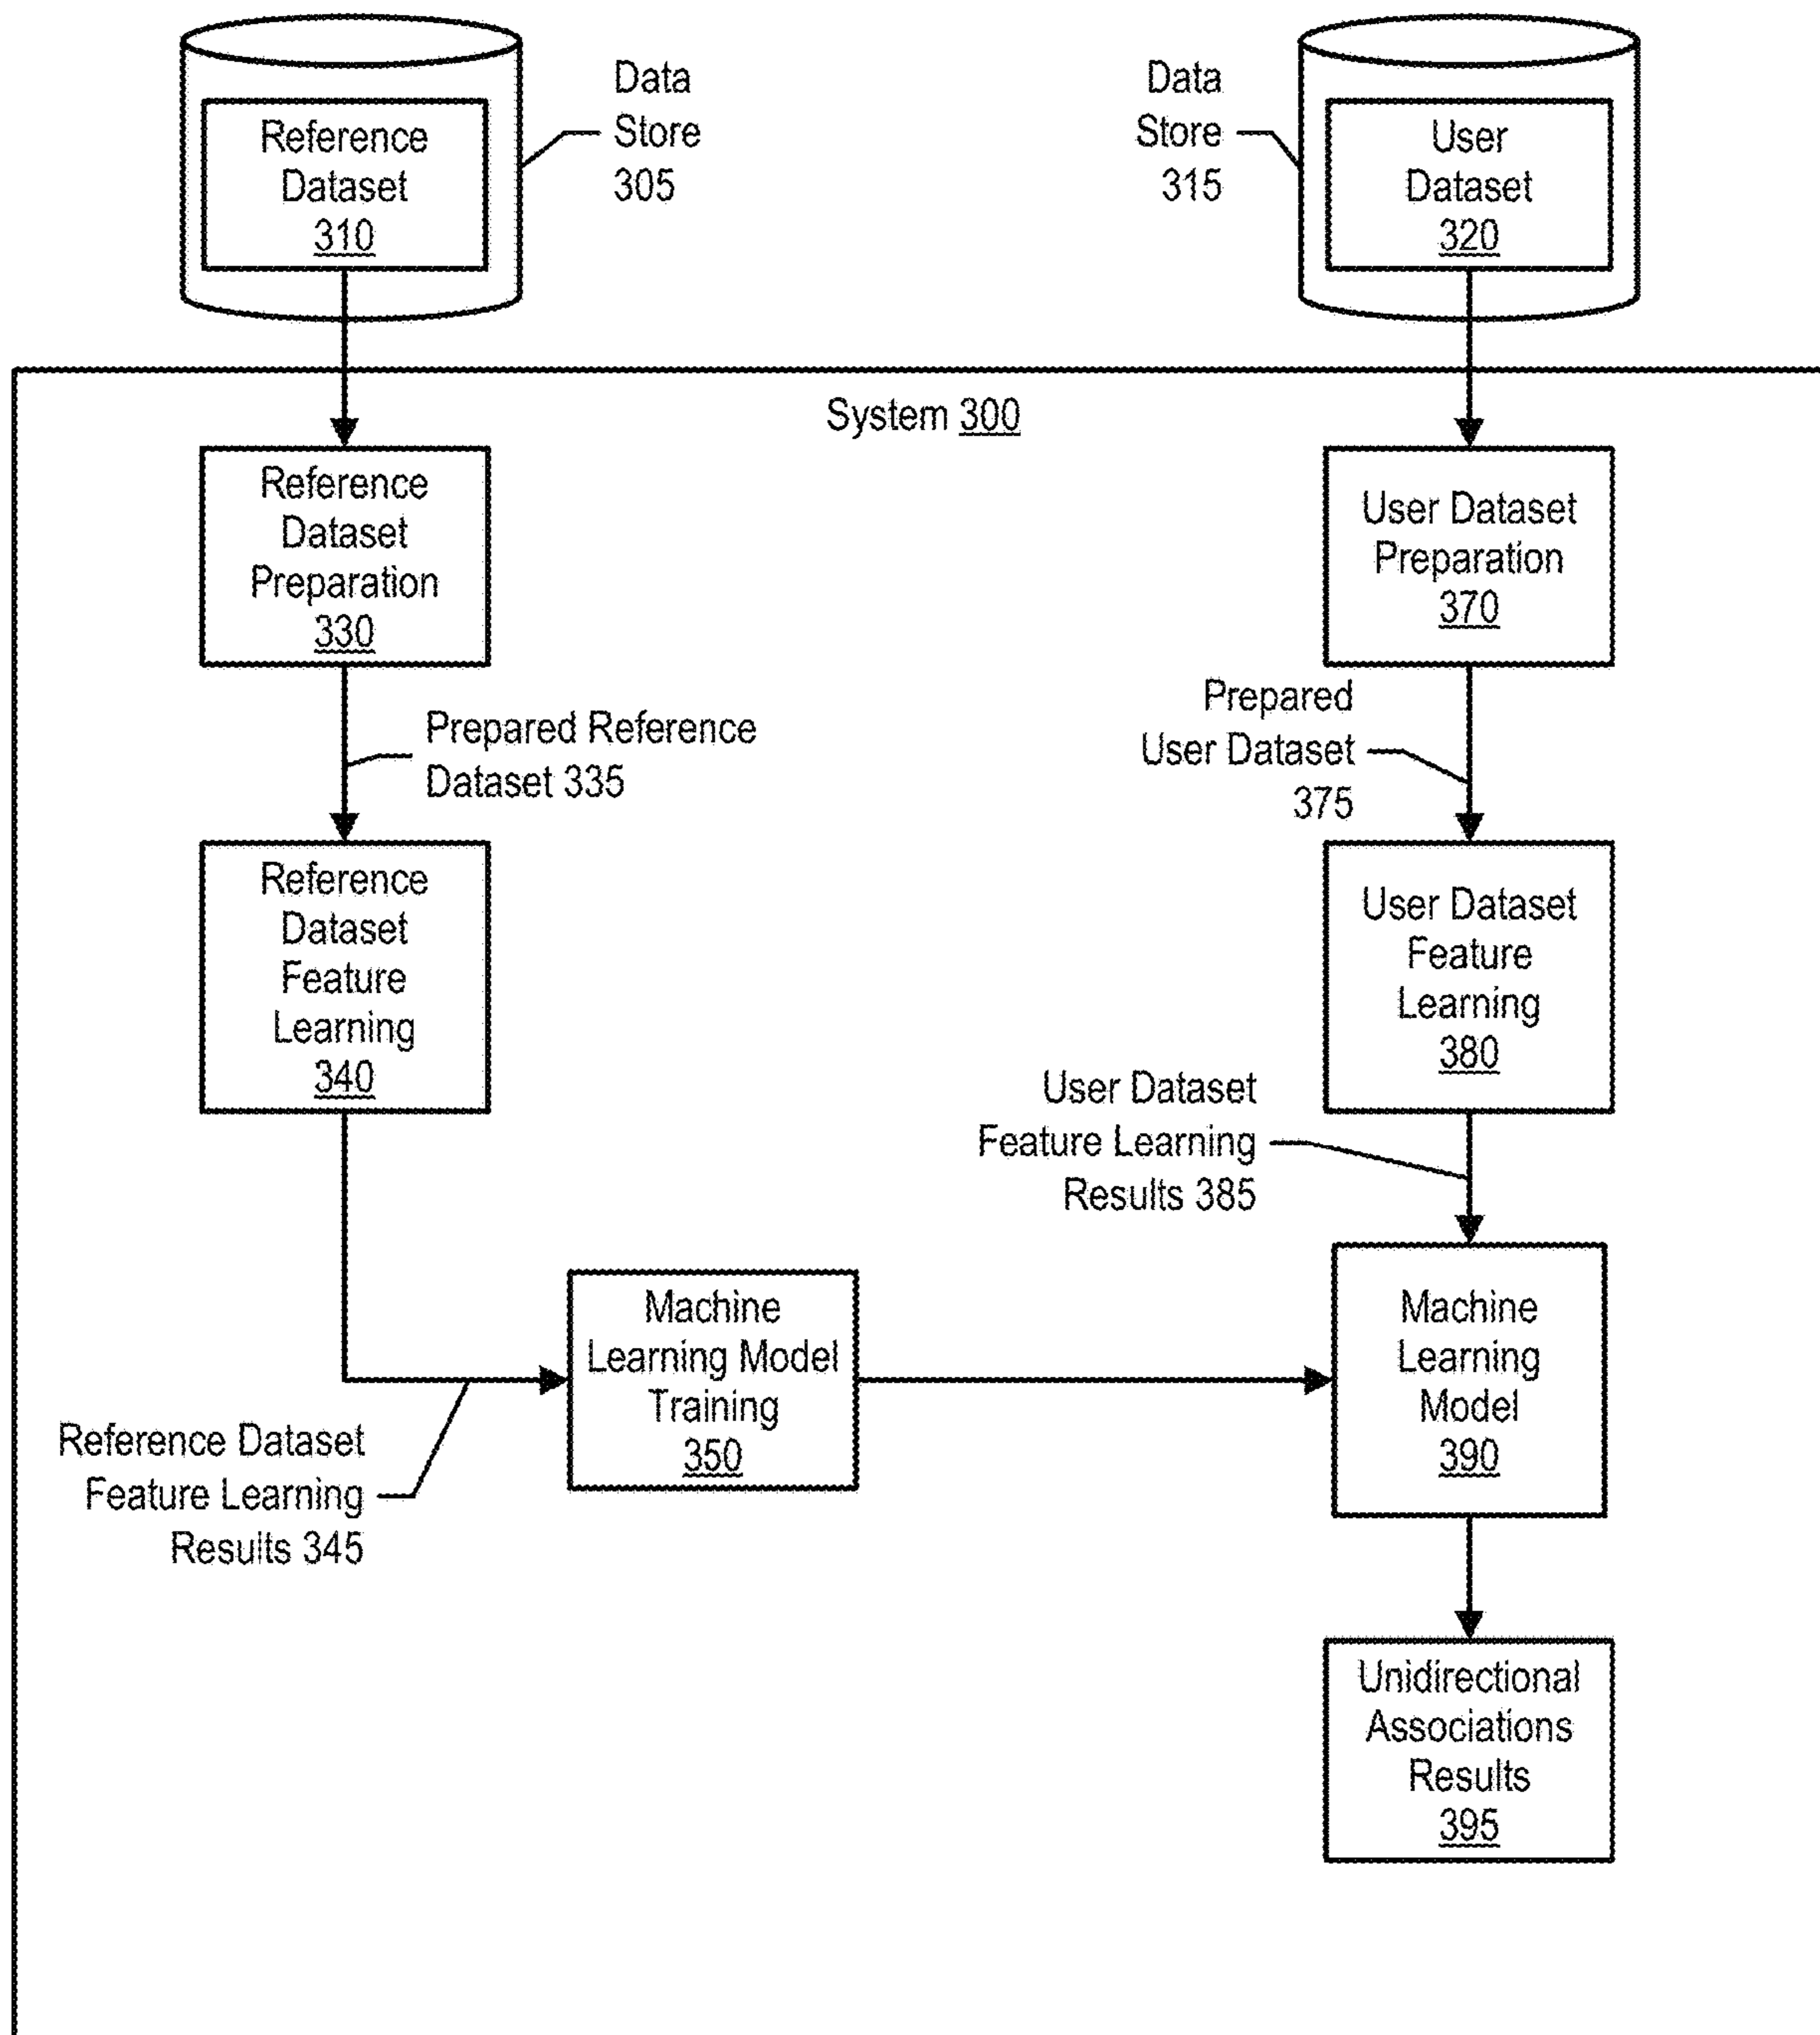 Reference
Dataset
310
Data
Store
305
Data
Store
315
User
Dataset
320
System 300
Reference
Dataset
Preparation
330
User Dataset
Preparation
370
Prepared Reference
Dataset 335
Prepared
User Dataset
375
Reference
Dataset
Feature
Learning
340
User Dataset
Feature
Learning
380
User Dataset
Feature Learning
Results 385
Reference Dataset
Feature Learning
Results 345
Machine
Learning Model
Training
350
Machine
Learning
Model
390
Unidirectional
Associations
Results
395